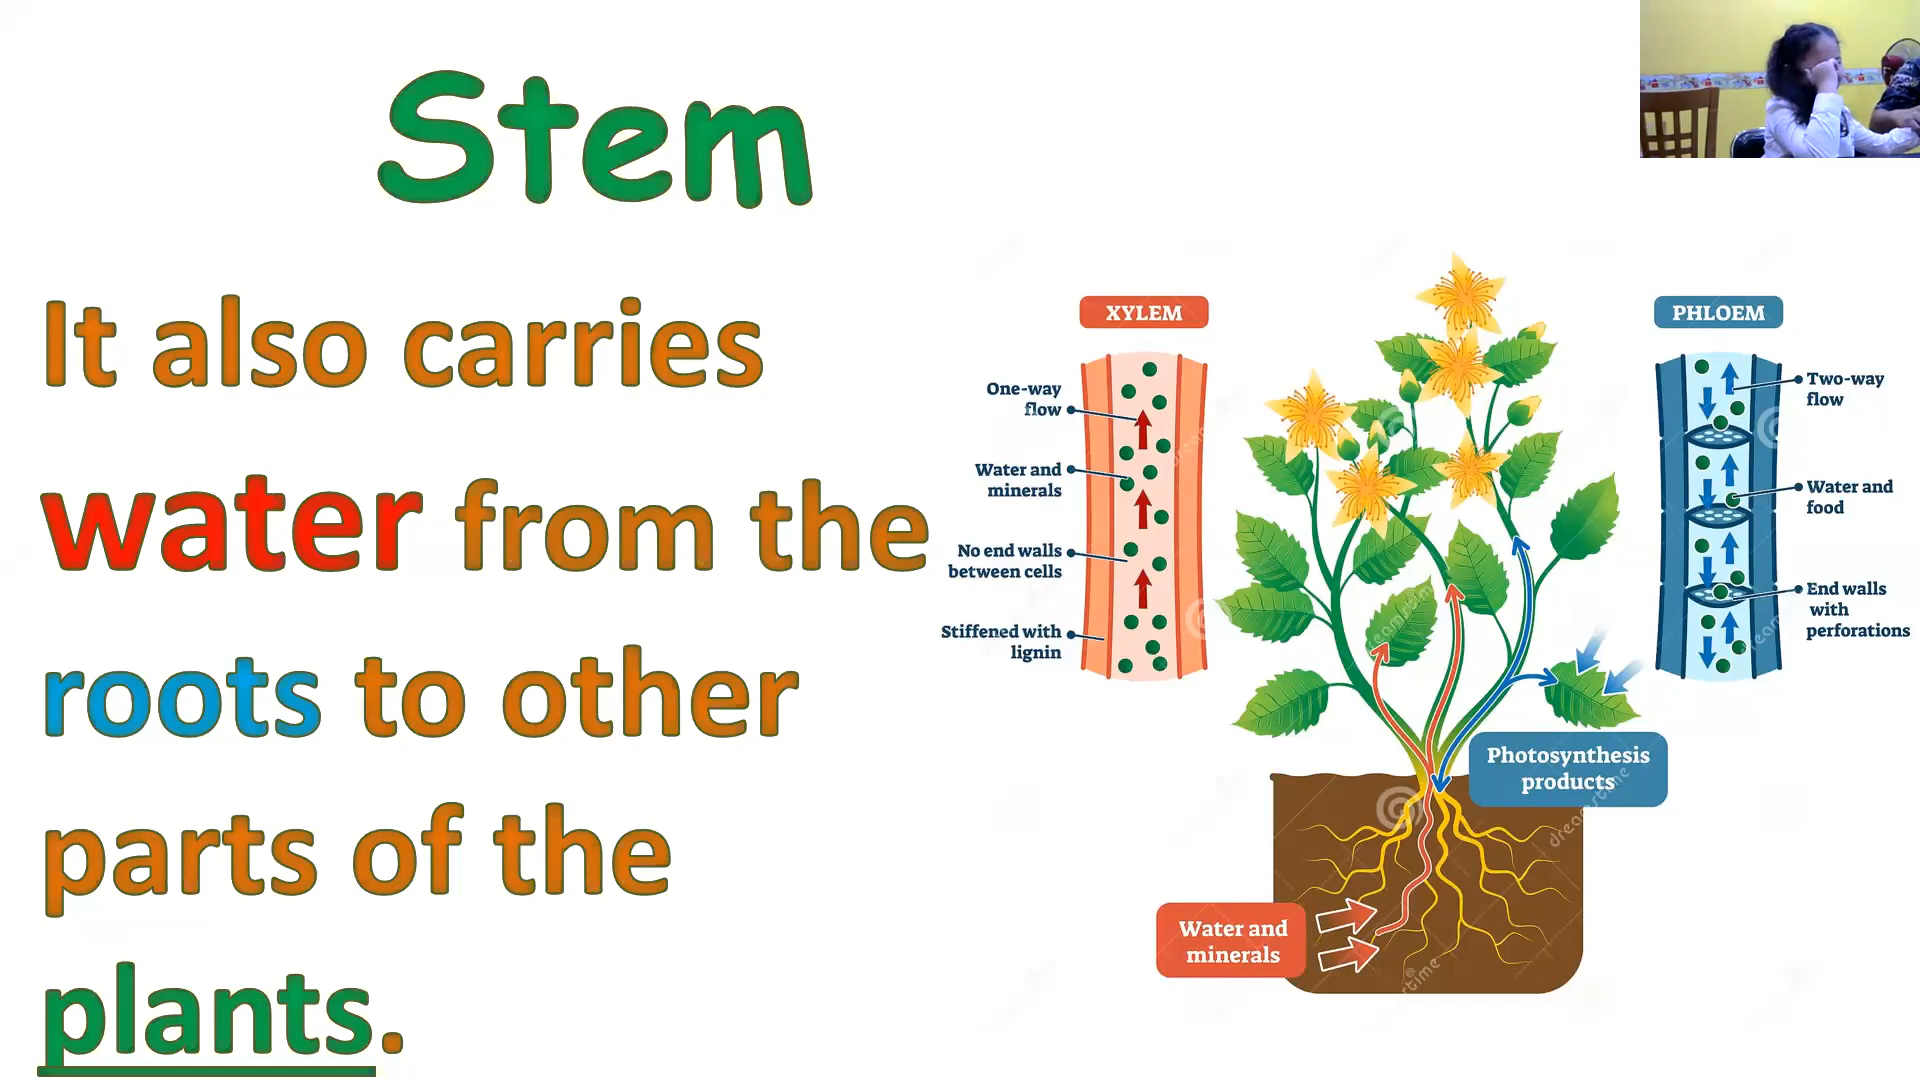 Stem
It also carries
water from the
roots to other
parts of the
plants.
XYLEM
One-way
flow
Water and
minerals
No end walls
between cells
Stiffened with
lignin
PHLOEM
Two-way
flow
Water and
food
End walls
with
perforations
Photosynthesis
products
Water and
minerals
dreamstime